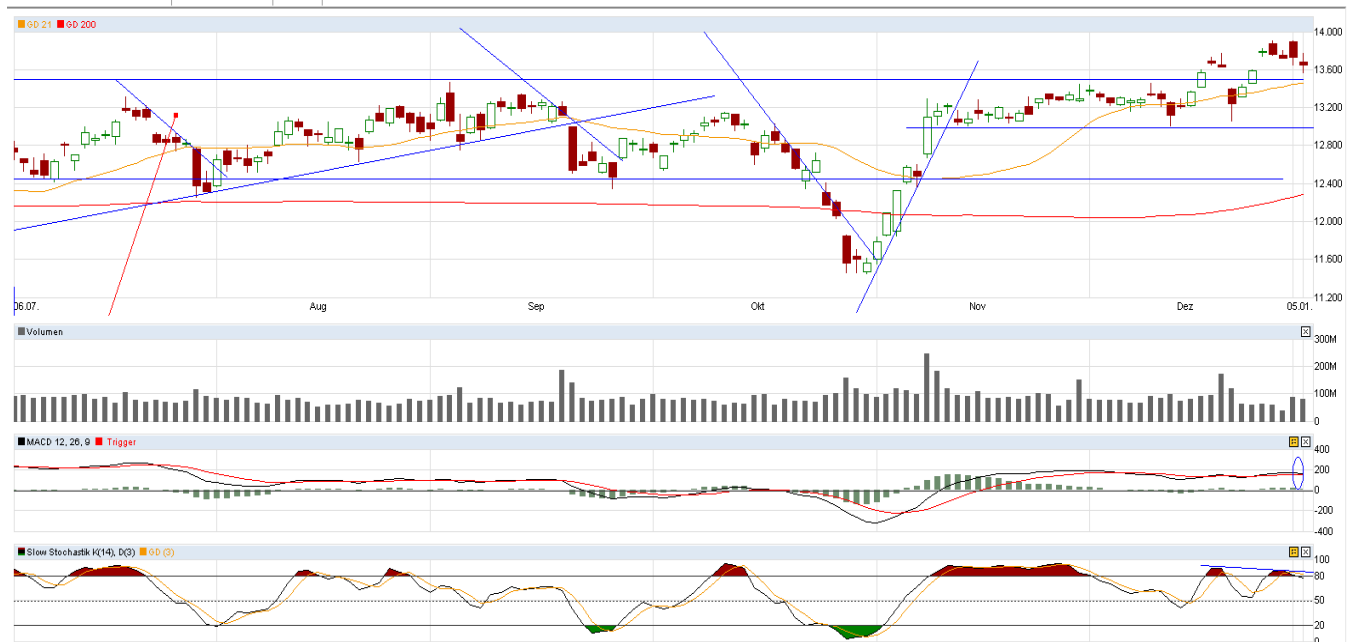 GD 21 GD 200
14.000
13.600
13.200
12.800
12.400
12.000
11.600
11.200
06.07. Aug Sep Okt Nov Dez 05.01.
Volumen
300M
200M
100M
0
MACD 12, 26, 9 Trigger
400
200
0
-200
-400
Slow Stochastik K(14), D(3) GD (3)
100
80
50
20
0